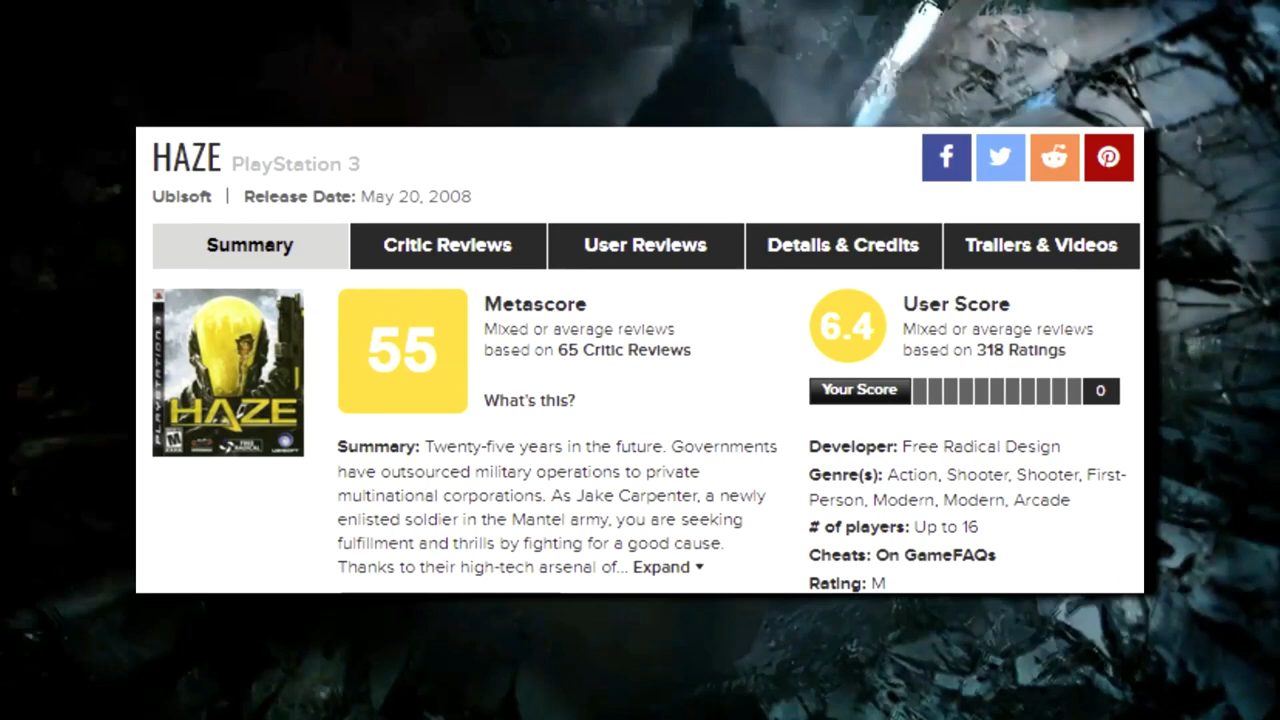 HAZE PlayStation 3
Ubisoft | Release Date: May 20, 2008
Summary Critic Reviews User Reviews Details & Credits Trailers & Videos
PLAYSTATION 3
HAZE
M
FREE RADICAL
UBISOFT
55
Metascore
Mixed or average reviews
based on 65 Critic Reviews
What's this?
Summary: Twenty-five years in the future. Governments
have outsourced military operations to private
multinational corporations. As Jake Carpenter, a newly
enlisted soldier in the Mantel army, you are seeking
fulfillment and thrills by fighting for a good cause.
Thanks to their high-tech arsenal of... Expand
6.4
User Score
Mixed or average reviews
based on 318 Ratings
Your Score 0
Developer: Free Radical Design
Genre(s): Action, Shooter, Shooter, First-
Person, Modern, Modern, Arcade
# of players: Up to 16
Cheats: On GameFAQs
Rating: M